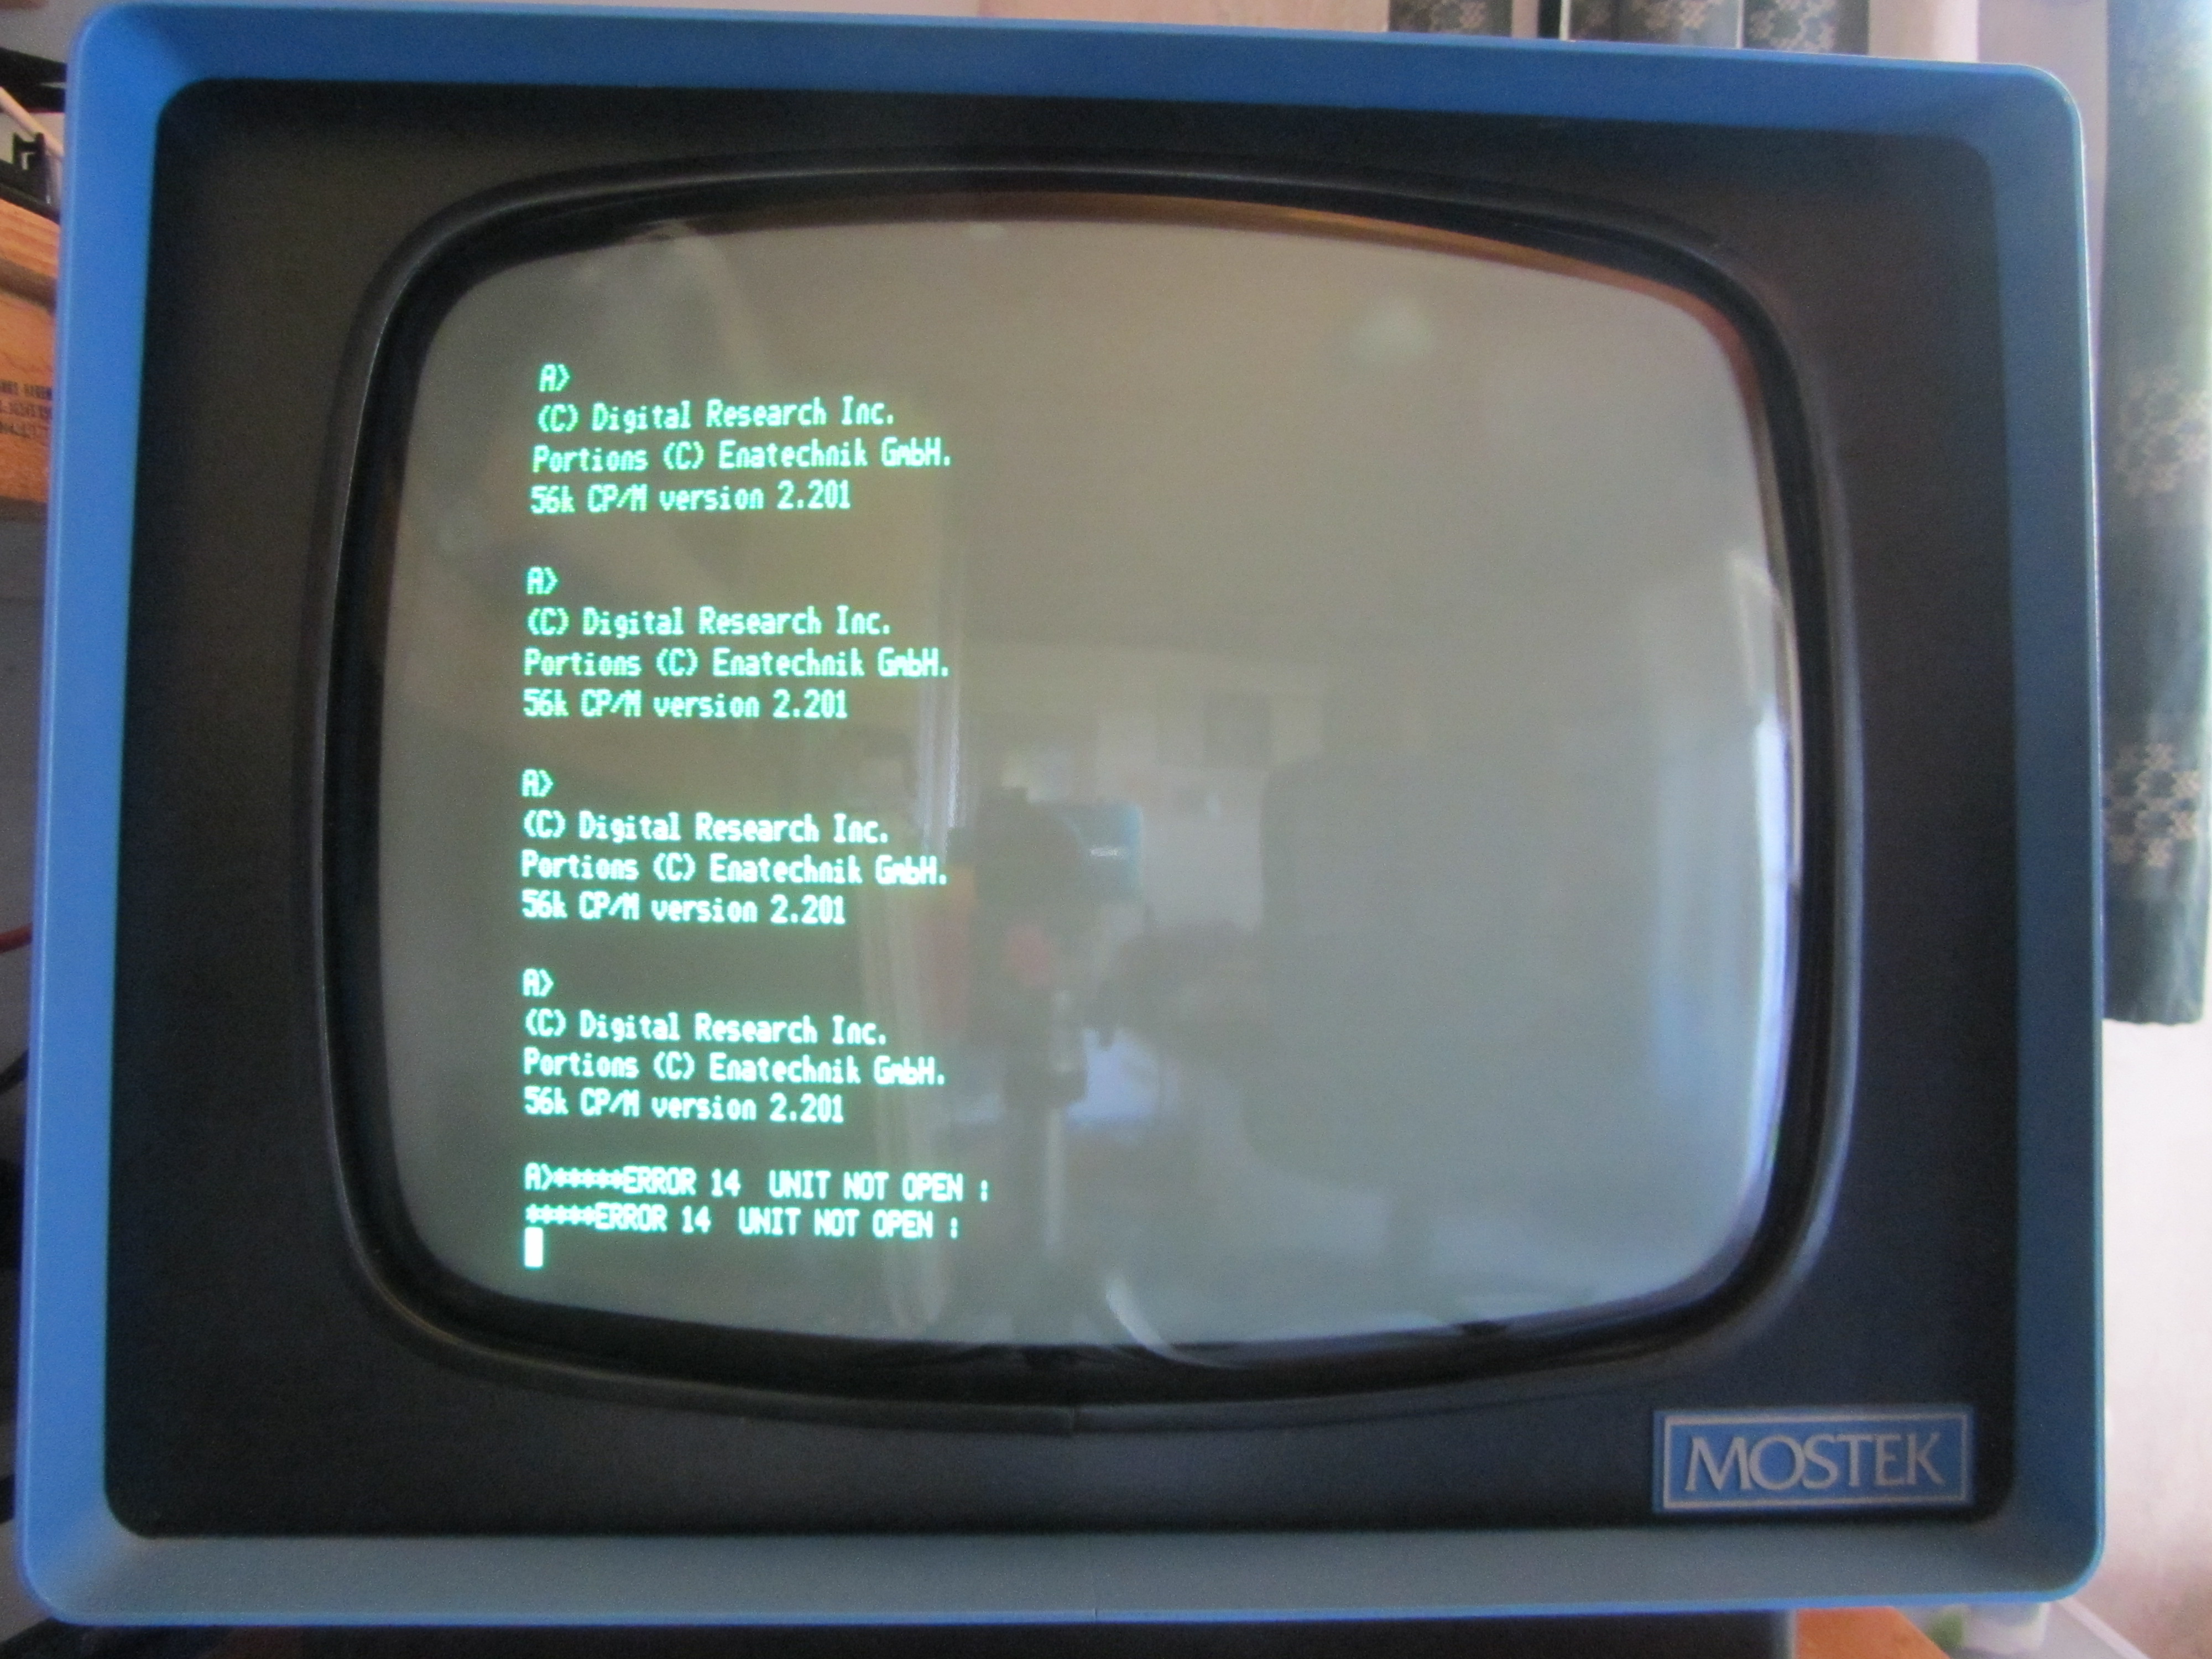 A>
(C) Digital Research Inc.
Portions (C) Enatechnik GmbH.
56k CP/M version 2.201
A>
(C) Digital Research Inc.
Portions (C) Enatechnik GmbH.
56k CP/M version 2.201
A>
(C) Digital Research Inc.
Portions (C) Enatechnik GmbH.
56k CP/M version 2.201
A>
(C) Digital Research Inc.
Portions (C) Enatechnik GmbH.
56k CP/M version 2.201
A>*****ERROR 14  UNIT NOT OPEN :
*****ERROR 14  UNIT NOT OPEN :
MOSTEK